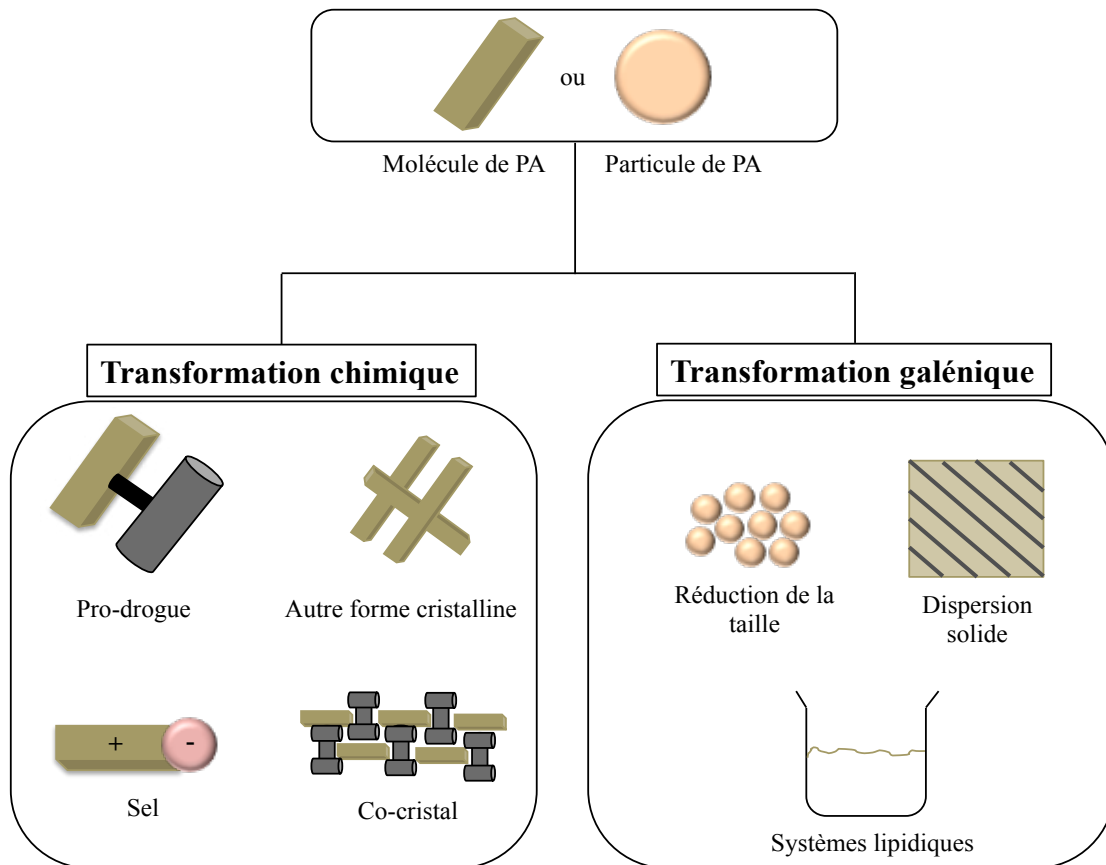 ou
Molécule de PA
Particule de PA
Transformation chimique
Transformation galénique
Pro-drogue
Autre forme cristalline
Réduction de la
taille
Dispersion
solide
+
-
Sel
Co-cristal
Systèmes lipidiques